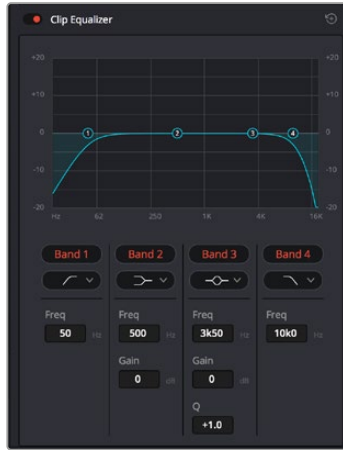 Clip Equalizer
+20 +20
+10 +10
0 1 2 3 4 0
-10 -10
-20 -20
Hz 62 250 1K 4K 16K
Band 1 Band 2 Band 3 Band 4
Freq Freq Freq Freq
50 Hz 500 Hz 3k50 Hz 10k0 Hz
Gain Gain
0 dB 0 dB
Q
+1.0